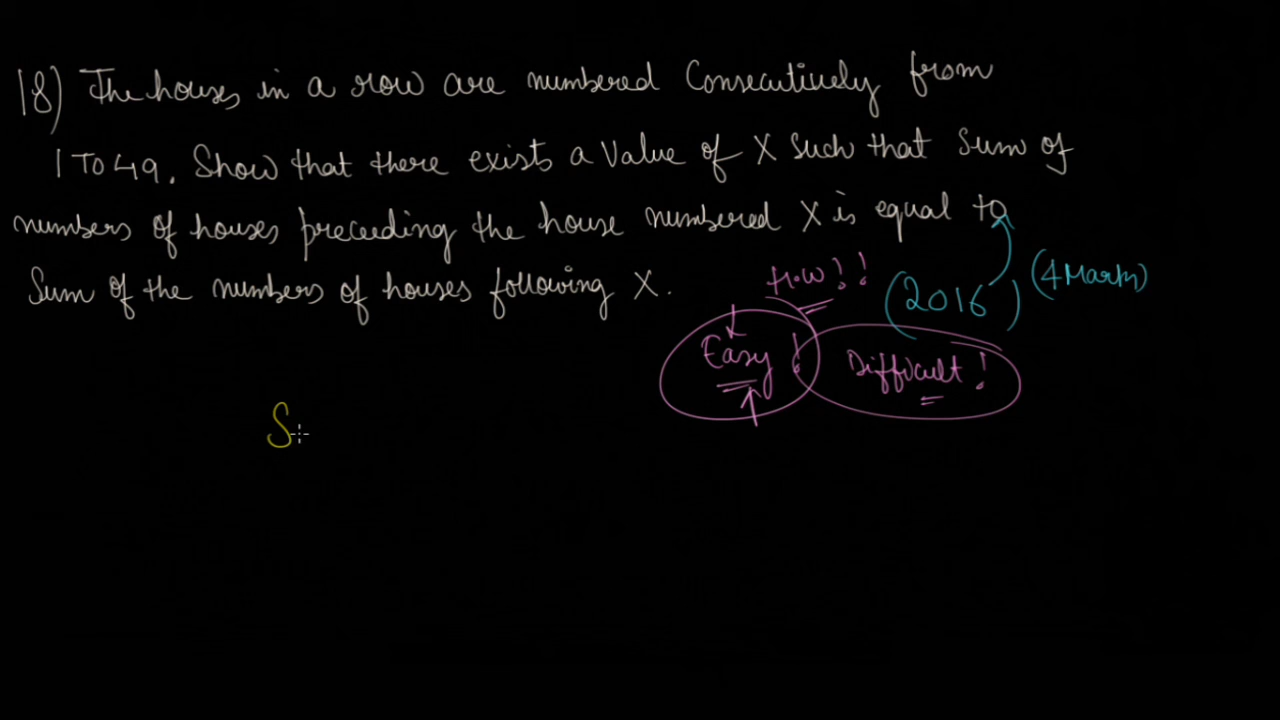 18) The houses in a row are numbered Consecutively from
1 TO 49. Show that there exists a Value of X Such that Sum of
numbers of houses preceeding the house numbered X is equal to
Sum of the numbers of houses following X.
How!!
(2016) (4 Mark)
Easy! Difficult!
S